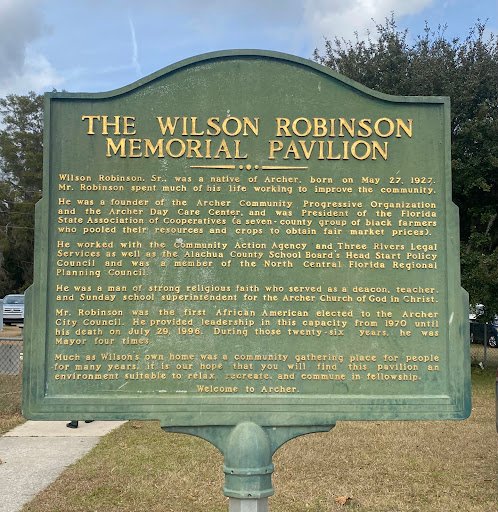 THE WILSON ROBINSON
MEMORIAL PAVILION
Wilson Robinson, Sr., was a native of Archer, born on May 27, 1927.
Mr. Robinson spent much of his life working to improve the community.
He was a founder of the Archer Community Progressive Organization
and the Archer Day Care Center, and was President of the Florida
State Association of Cooperatives (a seven-county group of black farmers
who pooled their resources and crops to obtain fair market prices).
He worked with the Community Action Agency and Three Rivers Legal
Services as well as the Alachua County School Board's Head Start Policy
Council and was a member of the North Central Florida Regional
Planning Council.
He was a man of strong religious faith who served as a deacon, teacher,
and Sunday school superintendent for the Archer Church of God in Christ.
Mr. Robinson was the first African American elected to the Archer
City Council. He provided leadership in this capacity from 1970 until
his death on July 29, 1996. During those twenty-six years, he was
Mayor four times.
Much as Wilson's own home was a community gathering place for people
for many years, it is our hope that you will find this pavilion an
environment suitable to relax, recreate, and commune in fellowship.
Welcome to Archer.